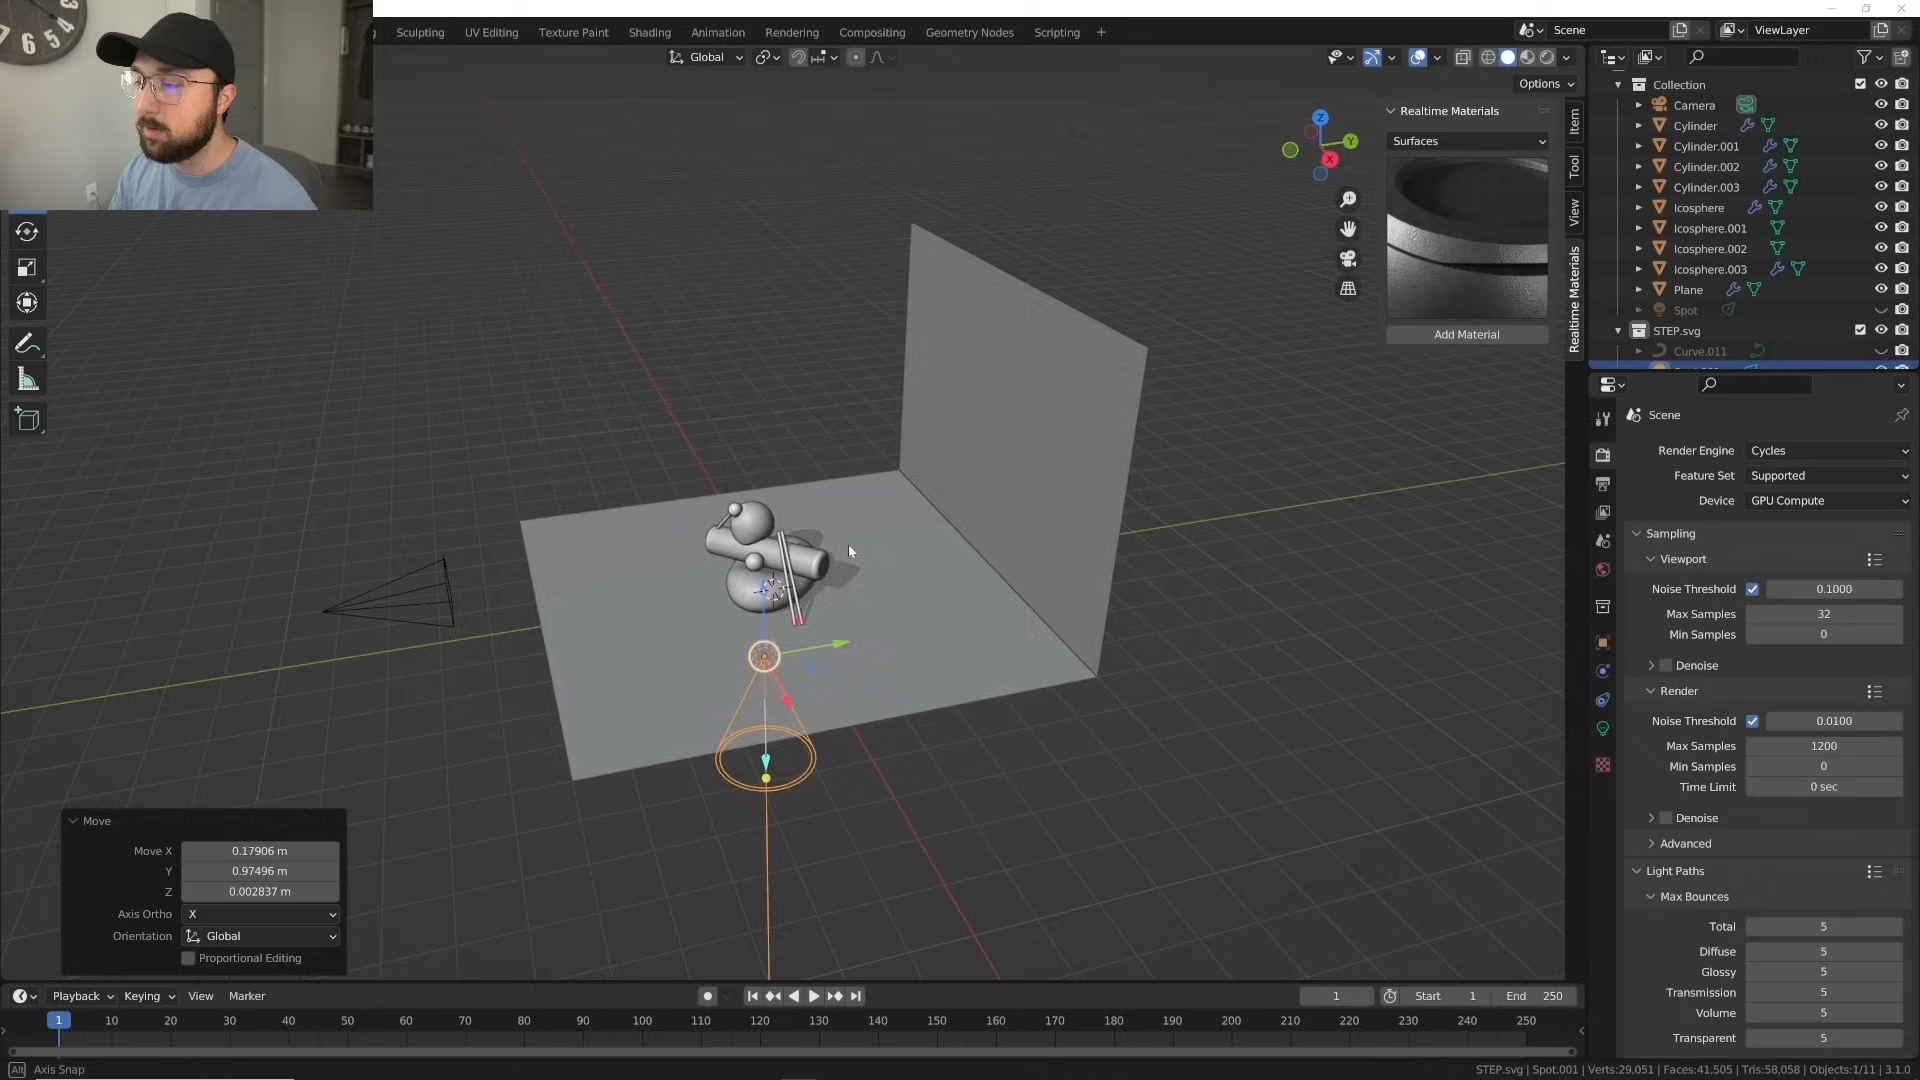 Sculpting UV Editing Texture Paint Shading Animation Rendering Compositing Geometry Nodes Scripting +
Scene
ViewLayer
Global
Options
Realtime Materials
Surfaces
Add Material
Item
Tool
View
Realtime Materials
Z
Y
X
Collection
Camera
Cylinder
Cylinder.001
Cylinder.002
Cylinder.003
Icosphere
Icosphere.001
Icosphere.002
Icosphere.003
Plane
Spot
STEP.svg
Curve.011
Scene
Render Engine Cycles
Feature Set Supported
Device GPU Compute
Sampling
Viewport
Noise Threshold 0.1000
Max Samples 32
Min Samples 0
Denoise
Render
Noise Threshold 0.0100
Max Samples 1200
Min Samples 0
Time Limit 0 sec
Denoise
Advanced
Light Paths
Max Bounces
Total 5
Diffuse 5
Glossy 5
Transmission 5
Volume 5
Transparent 5
Move
Move X 0.17906 m
Y 0.97496 m
Z 0.002837 m
Axis Ortho X
Orientation Global
Proportional Editing
Playback Keying View Marker
1 Start 1 End 250
1 10 20 30 40 50 60 70 80 90 100 110 120 130 140 150 160 170 180 190 200 210 220 230 240 250
Alt Axis Snap
STEP.svg | Spot.001 | Verts:29,051 | Faces:41,505 | Tris:58,058 | Objects:1/11 | 3.1.0